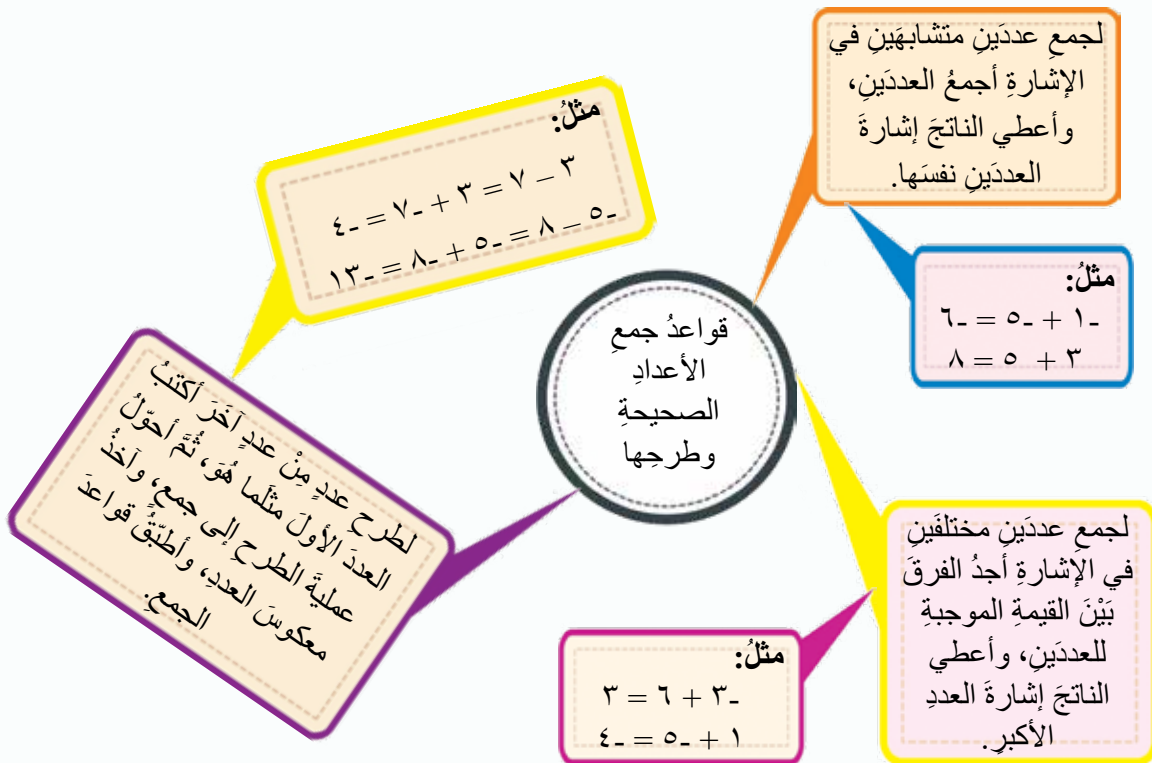 قواعدُ جمعِ
الأعدادِ
الصحيحةِ
وطرحِها
لجمعِ عددَينِ متشابهَينِ في
الإشارةِ أجمعُ العددَينِ،
وأعطي الناتجَ إشارةَ
العددَينِ نفسَها.
مثلُ:
-١ + -٥ = -٦
٣ + ٥ = ٨
لجمعِ عددَينِ مختلفَينِ
في الإشارةِ أجدُ الفرقَ
بَيْنَ القيمةِ الموجبةِ
للعددَينِ، وأعطي
الناتجَ إشارةَ العددِ
الأكبرِ.
مثلُ:
-٣ + ٦ = ٣
١ + -٥ = -٤
لطرحِ عددٍ مِنْ عددٍ آخَر أكتبُ
العددَ الأولَ مثلَما هُوَ، ثُمَّ أحوّلُ
عمليةَ الطرحِ إلى جمعٍ، وآخذُ
معكوسَ العددِ، وأطبّقُ قواعدَ
الجمعِ.
مثلُ:
٣ – ٧ = ٣ + -٧ = -٤
-٥ – ٨ = -٥ + -٨ = -١٣